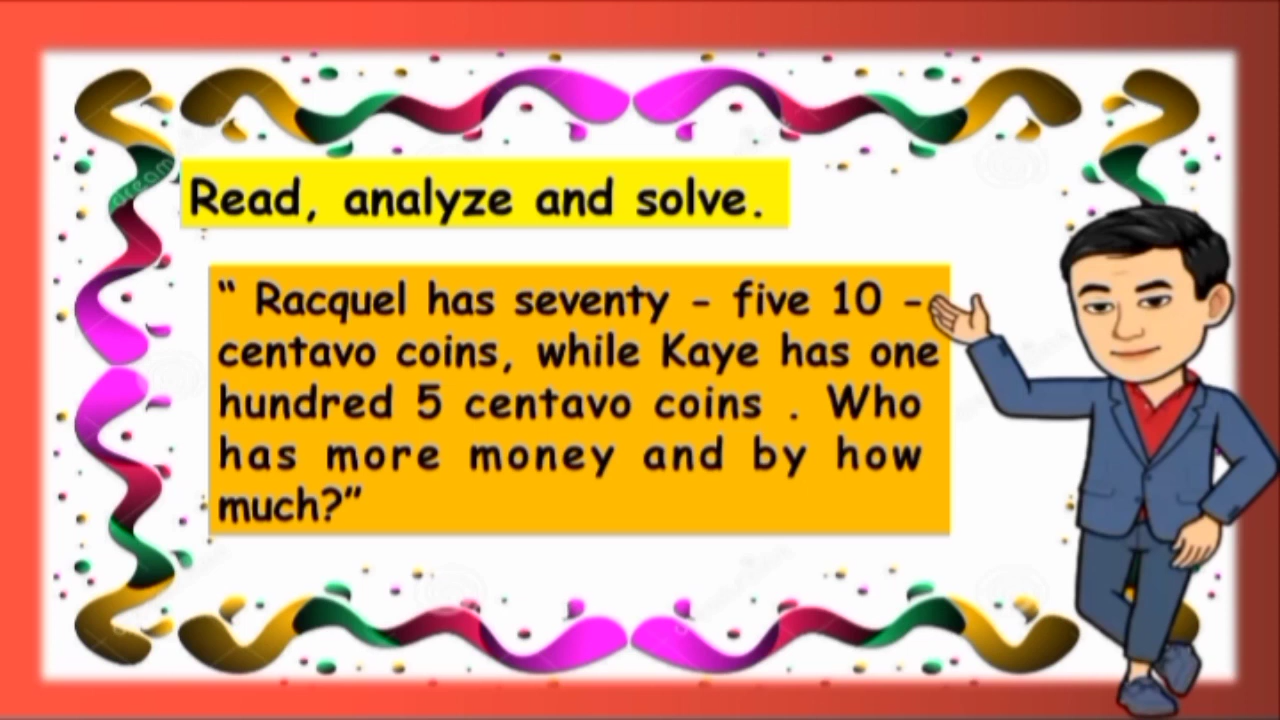 Read, analyze and solve.
“ Racquel has seventy - five 10 -
centavo coins, while Kaye has one
hundred 5 centavo coins . Who
has more money and by how
much?”